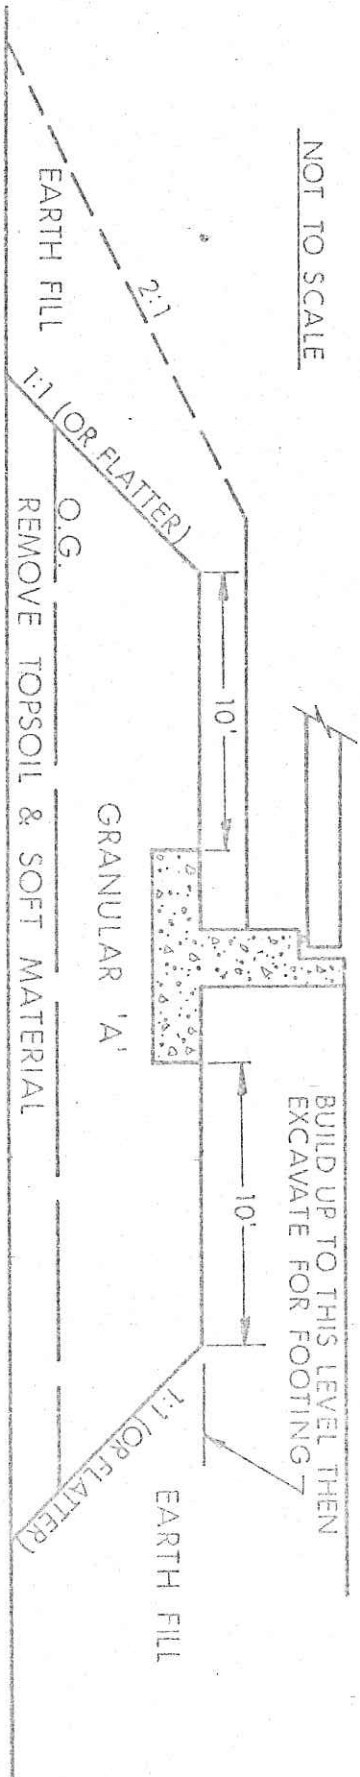 NOT TO SCALE
2:1
EARTH FILL
1:1 (OR FLATTER)
10'
10'
BUILD UP TO THIS LEVEL THEN
EXCAVATE FOR FOOTING
O.G.
GRANULAR 'A'
REMOVE TOPSOIL & SOFT MATERIAL
1:1 (OR FLATTER)
EARTH FILL